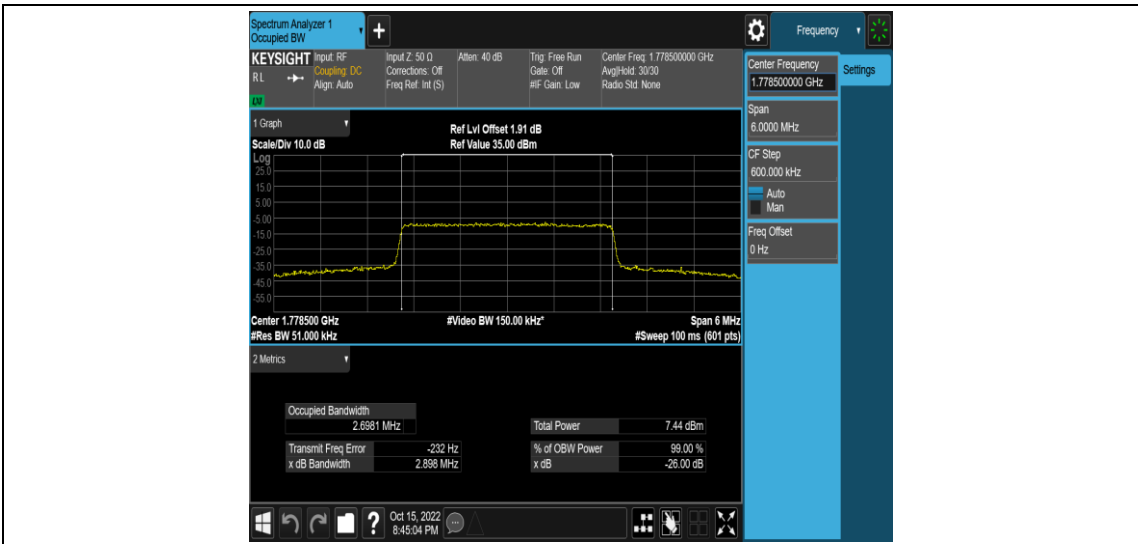 Spectrum Analyzer 1
Occupied BW
+
Frequency
KEYSIGHT
R L
LXI
Input: RF
Coupling: DC
Align: Auto
Input Z: 50 Ω
Corrections: Off
Freq Ref: Int (S)
Atten: 40 dB
Trig: Free Run
Gate: Off
#IF Gain: Low
Center Freq: 1.778500000 GHz
Avg|Hold: 30/30
Radio Std: None
Center Frequency
1.778500000 GHz
Settings
Span
6.0000 MHz
CF Step
600.000 kHz
Auto
Man
Freq Offset
0 Hz
1 Graph
Ref Lvl Offset 1.91 dB
Scale/Div 10.0 dB
Ref Value 35.00 dBm
Log
25.0
15.0
5.00
-5.00
-15.0
-25.0
-35.0
-45.0
-55.0
Center 1.778500 GHz
#Video BW 150.00 kHz*
Span 6 MHz
#Res BW 51.000 kHz
#Sweep 100 ms (601 pts)
2 Metrics
Occupied Bandwidth
2.6981 MHz
Total Power 7.44 dBm
Transmit Freq Error -232 Hz
% of OBW Power 99.00 %
x dB Bandwidth 2.898 MHz
x dB -26.00 dB
?
Oct 15, 2022
8:45:04 PM